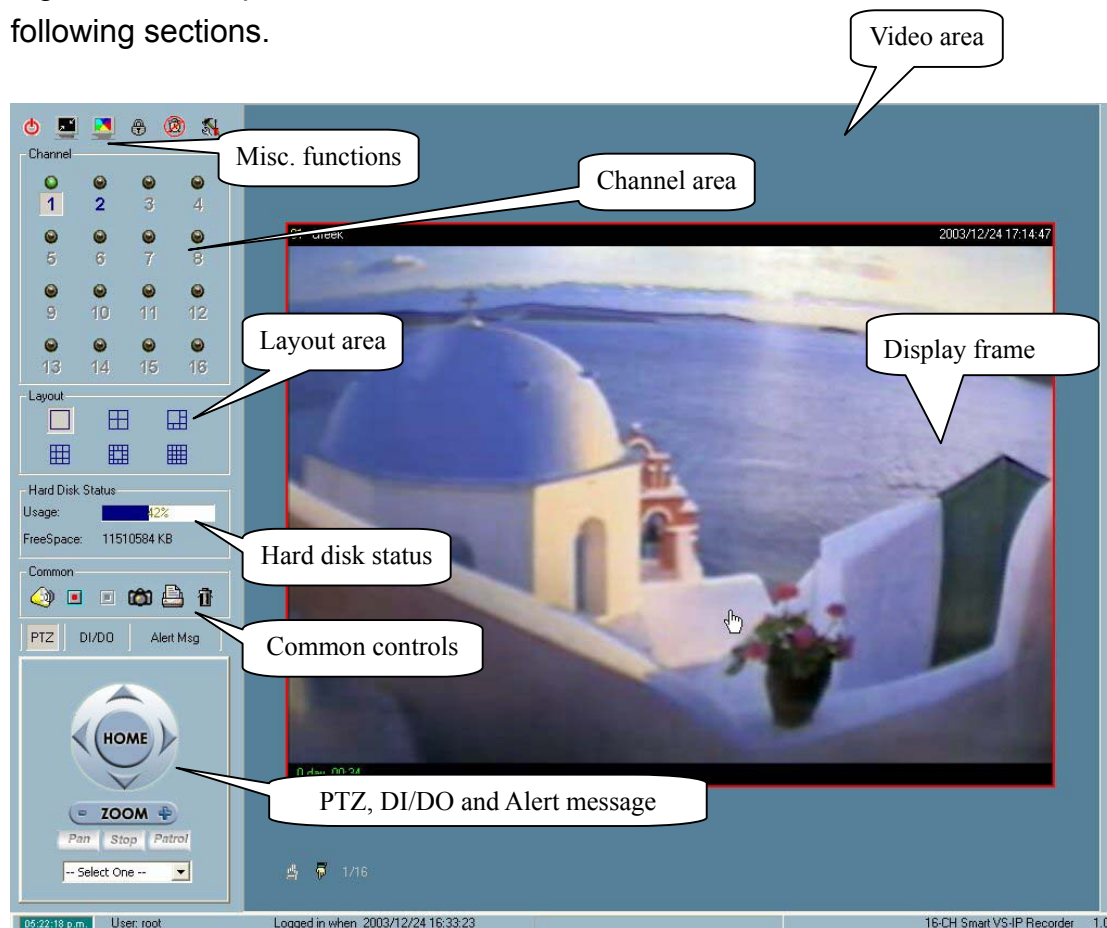 following sections.
Video area
Misc. functions
Channel
Channel area
1 2 3 4
5 6 7 8
9 10 11 12
13 14 15 16
2003/12/24 17:14:47
Layout area
Display frame
Layout
Hard Disk Status
Usage: 42%
FreeSpace: 11510584 KB
Hard disk status
Common
Common controls
PTZ DI/DO Alert Msg
HOME
PTZ, DI/DO and Alert message
- ZOOM +
Pan Stop Patrol
-- Select One --
1/16
05:22:18 p.m. User: root Logged in when 2003/12/24 16:33:23 16-CH Smart VS-IP Recorder